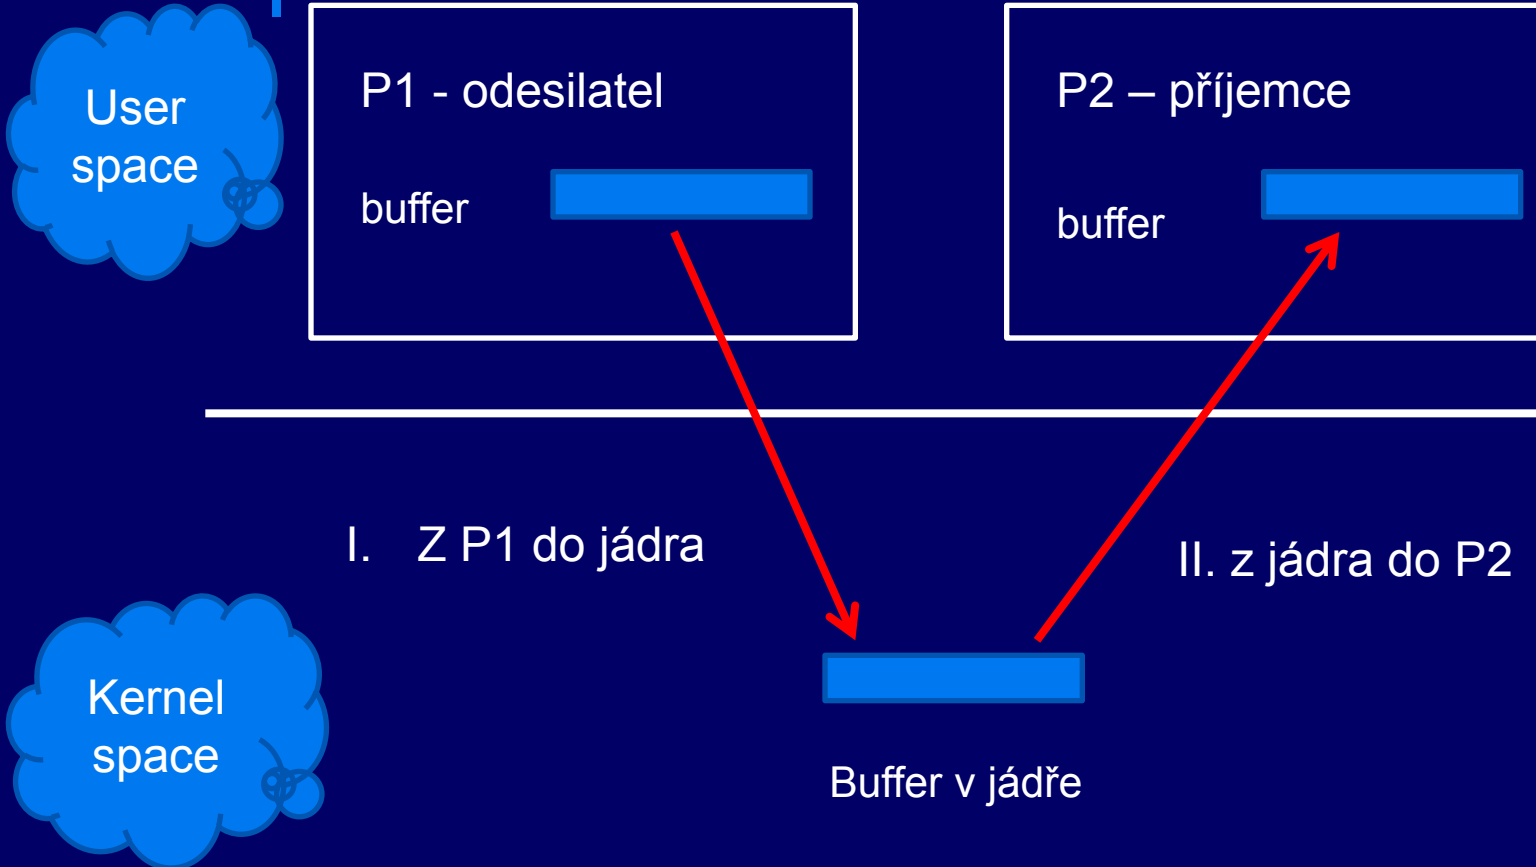 User
space
P1 - odesilatel
buffer
P2 – příjemce
buffer
I. Z P1 do jádra
II. z jádra do P2
Kernel
space
Buffer v jádře